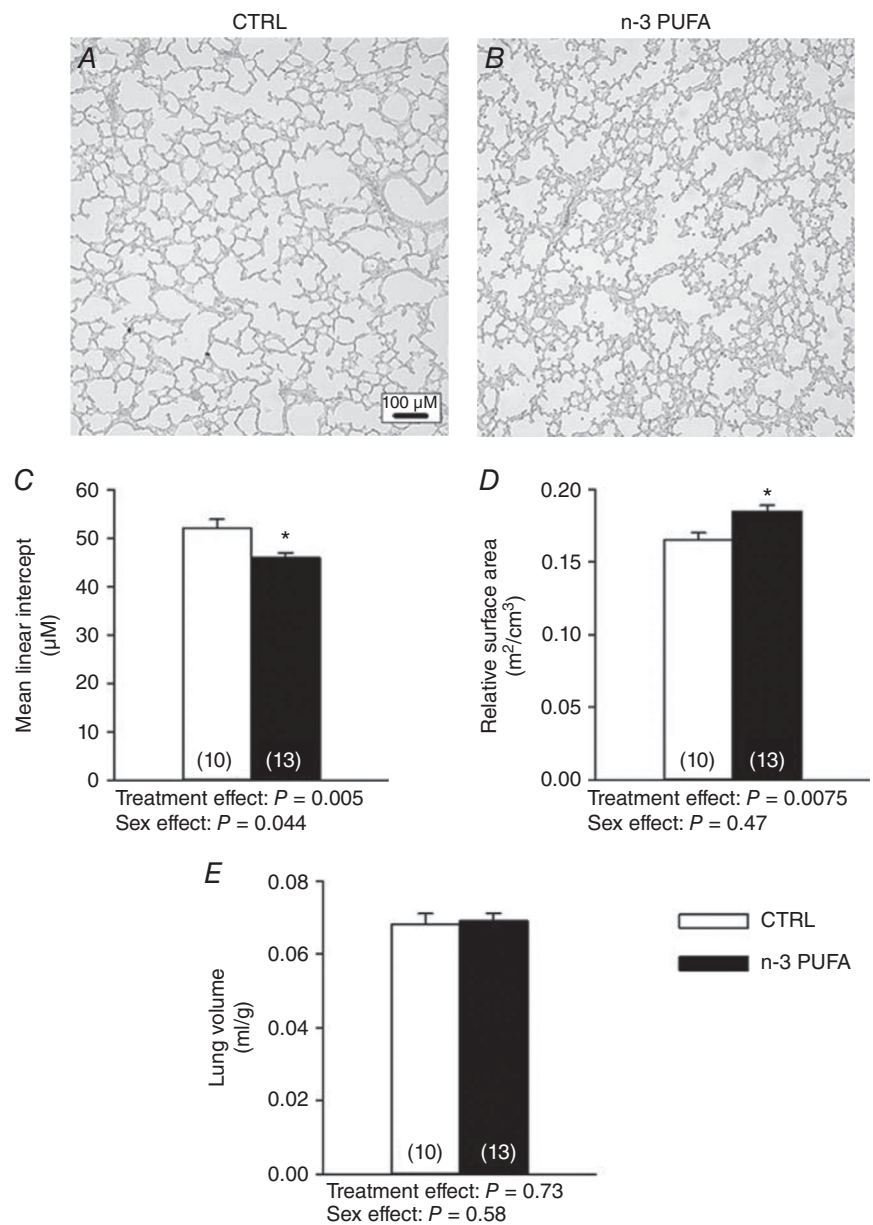 CTRL
n-3 PUFA
A
B
100 µM
C
60
50
40
30
20
10
0
Mean linear intercept
(µM)
*
(10)
(13)
Treatment effect: P = 0.005
Sex effect: P = 0.044
D
0.20
0.15
0.10
0.05
0.00
Relative surface area
(m²/cm³)
*
(10)
(13)
Treatment effect: P = 0.0075
Sex effect: P = 0.47
E
0.08
0.06
0.04
0.02
0.00
Lung volume
(ml/g)
(10)
(13)
Treatment effect: P = 0.73
Sex effect: P = 0.58
CTRL
n-3 PUFA